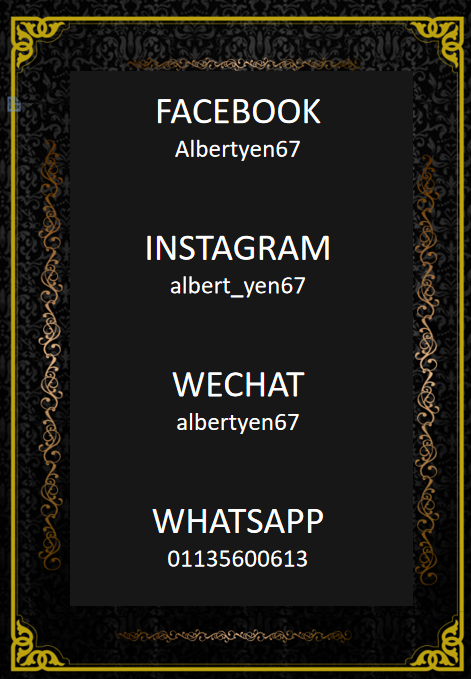 FACEBOOK
Albertyen67
INSTAGRAM
albert_yen67
WECHAT
albertyen67
WHATSAPP
01135600613